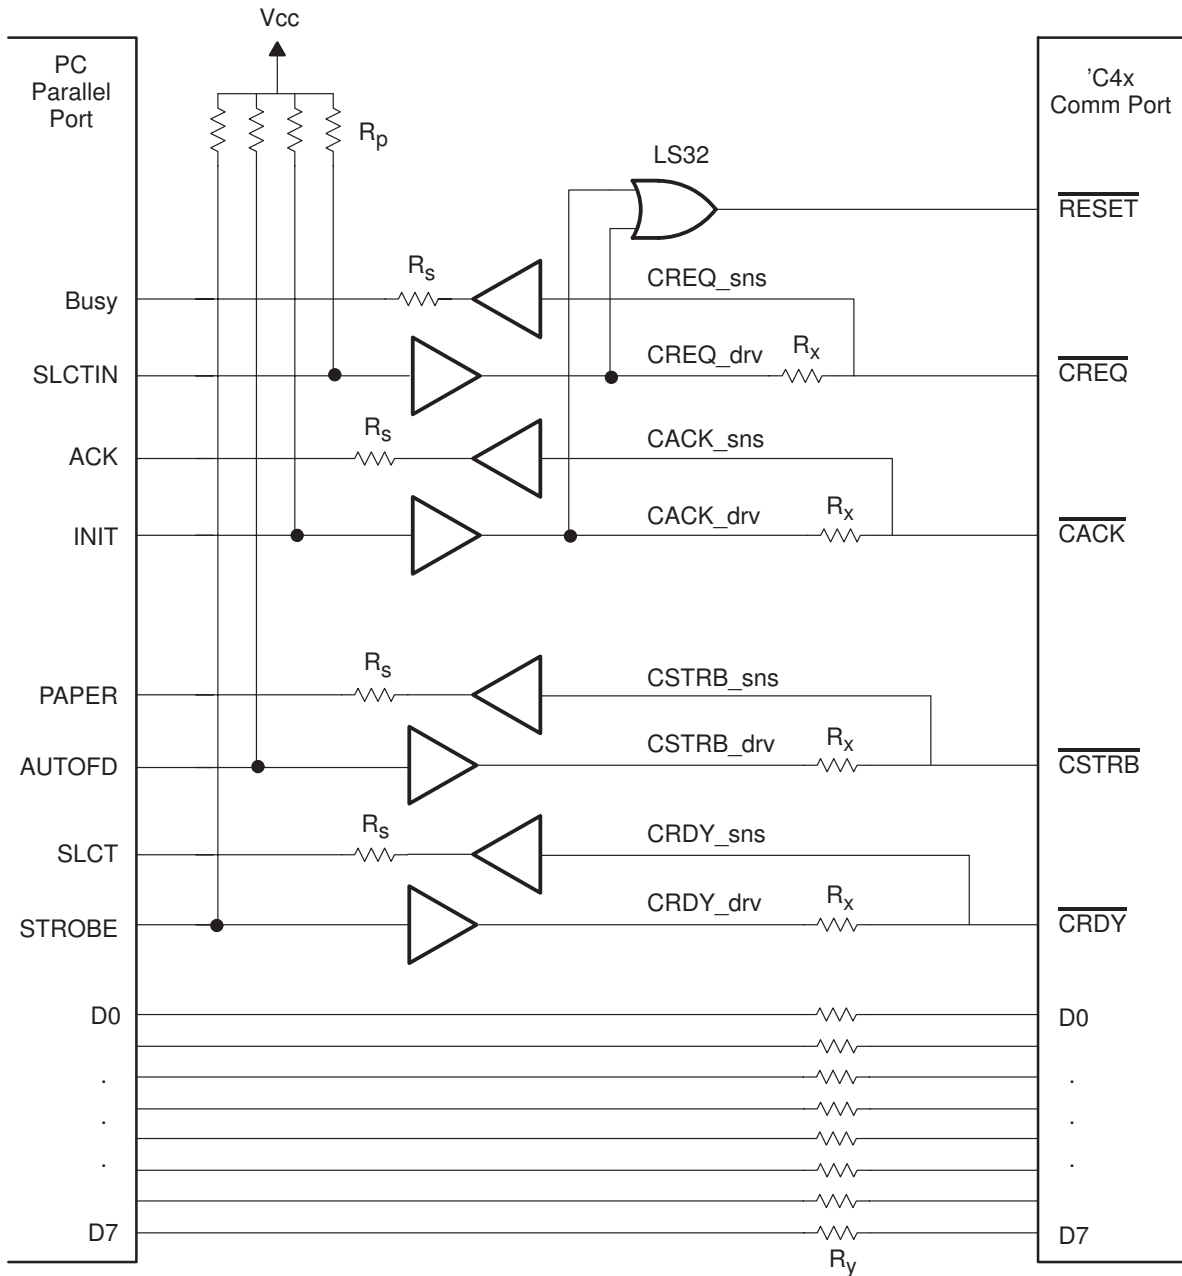 Vcc
PC
Parallel
Port
'C4x
Comm Port
Rp
LS32
RESET
Rs
CREQ_sns
Busy
CREQ_drv
Rx
SLCTIN
CREQ
Rs
CACK_sns
ACK
CACK_drv
Rx
INIT
CACK
Rs
CSTRB_sns
PAPER
CSTRB_drv
Rx
AUTOFD
CSTRB
Rs
CRDY_sns
SLCT
CRDY_drv
Rx
STROBE
CRDY
D0
D0
.
.
.
.
.
.
D7
D7
Ry